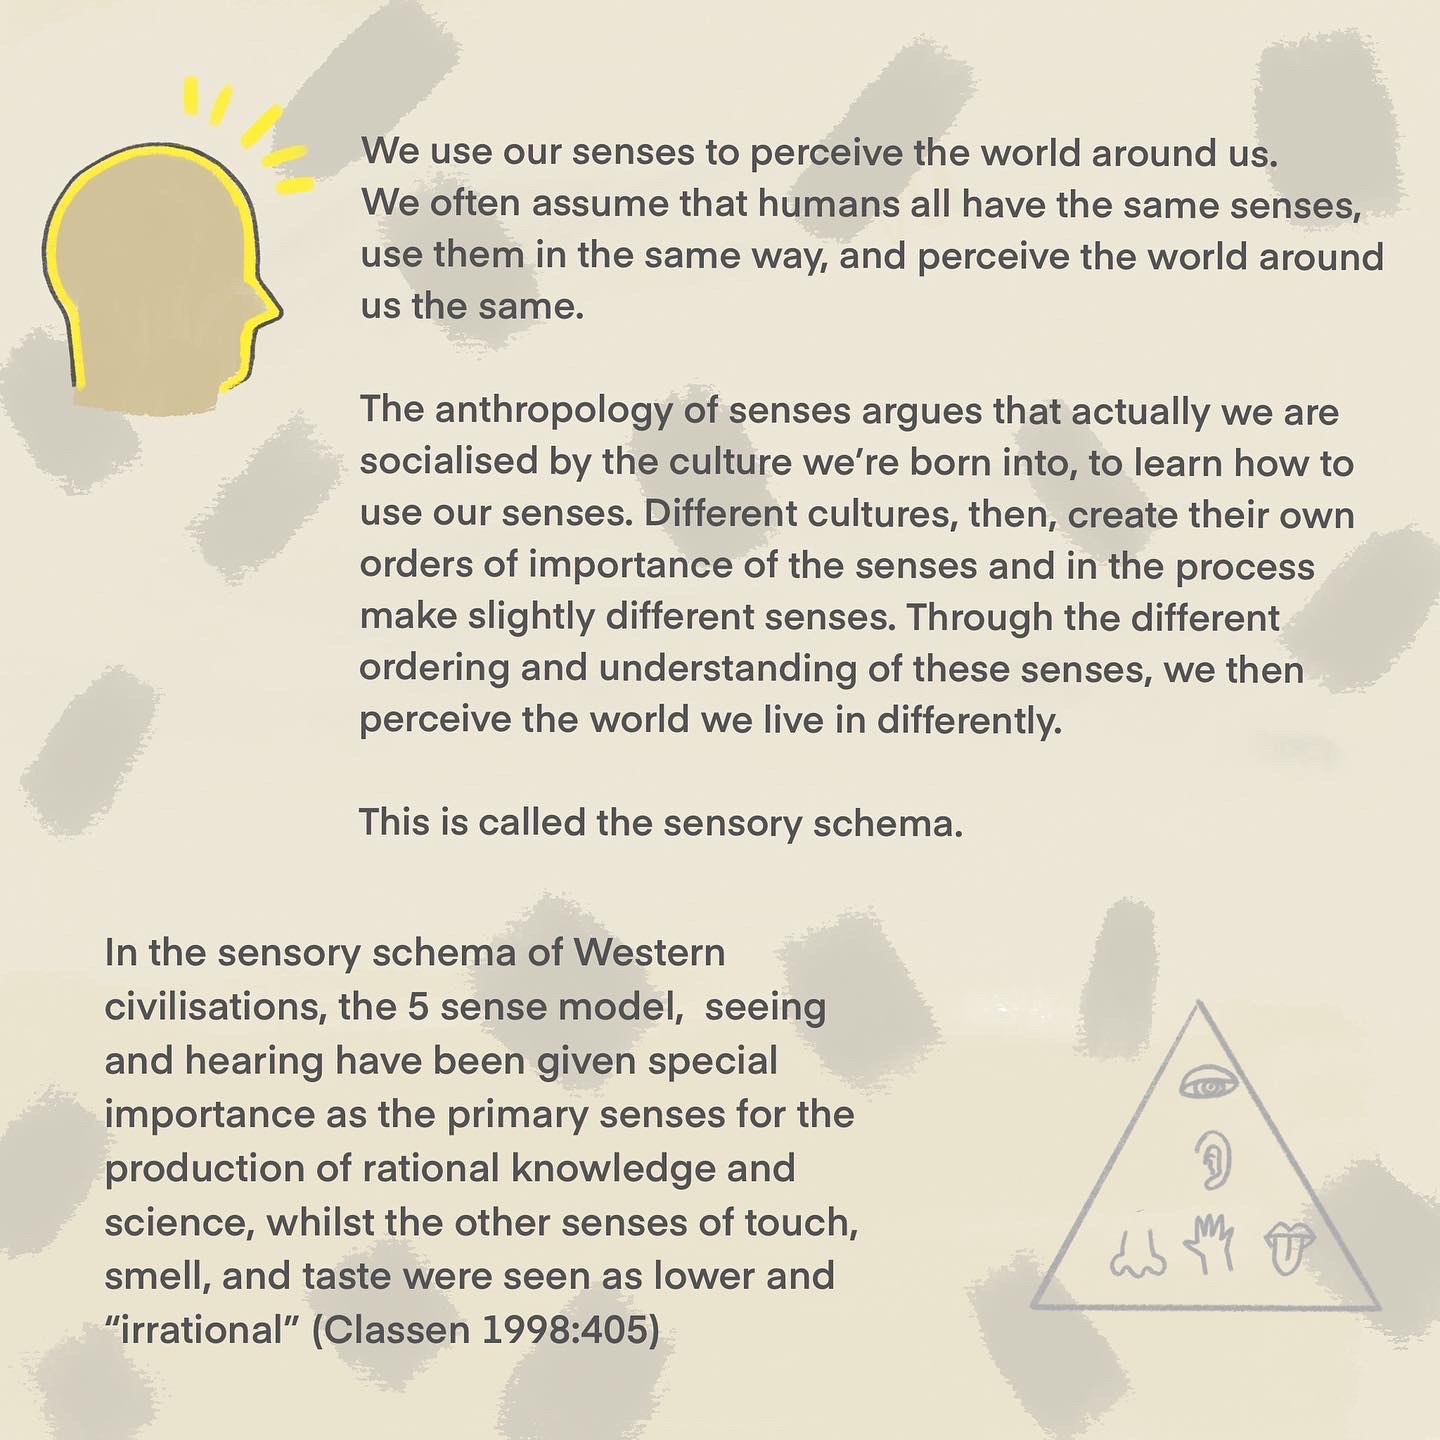 We use our senses to perceive the world around us.
We often assume that humans all have the same senses,
use them in the same way, and perceive the world around
us the same.
The anthropology of senses argues that actually we are
socialised by the culture we’re born into, to learn how to
use our senses. Different cultures, then, create their own
orders of importance of the senses and in the process
make slightly different senses. Through the different
ordering and understanding of these senses, we then
perceive the world we live in differently.
This is called the sensory schema.
In the sensory schema of Western
civilisations, the 5 sense model,  seeing
and hearing have been given special
importance as the primary senses for the
production of rational knowledge and
science, whilst the other senses of touch,
smell, and taste were seen as lower and
“irrational” (Classen 1998:405)